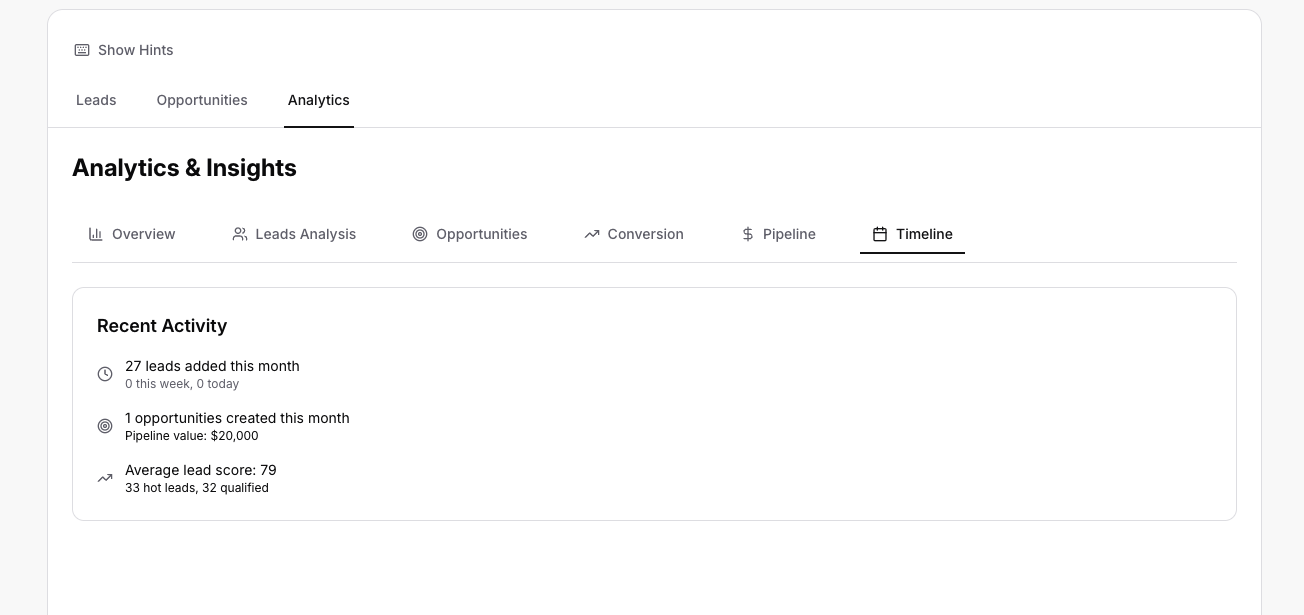 Show Hints
Leads Opportunities Analytics
Analytics & Insights
Overview Leads Analysis Opportunities Conversion Pipeline Timeline
Recent Activity
27 leads added this month
0 this week, 0 today
1 opportunities created this month
Pipeline value: $20,000
Average lead score: 79
33 hot leads, 32 qualified